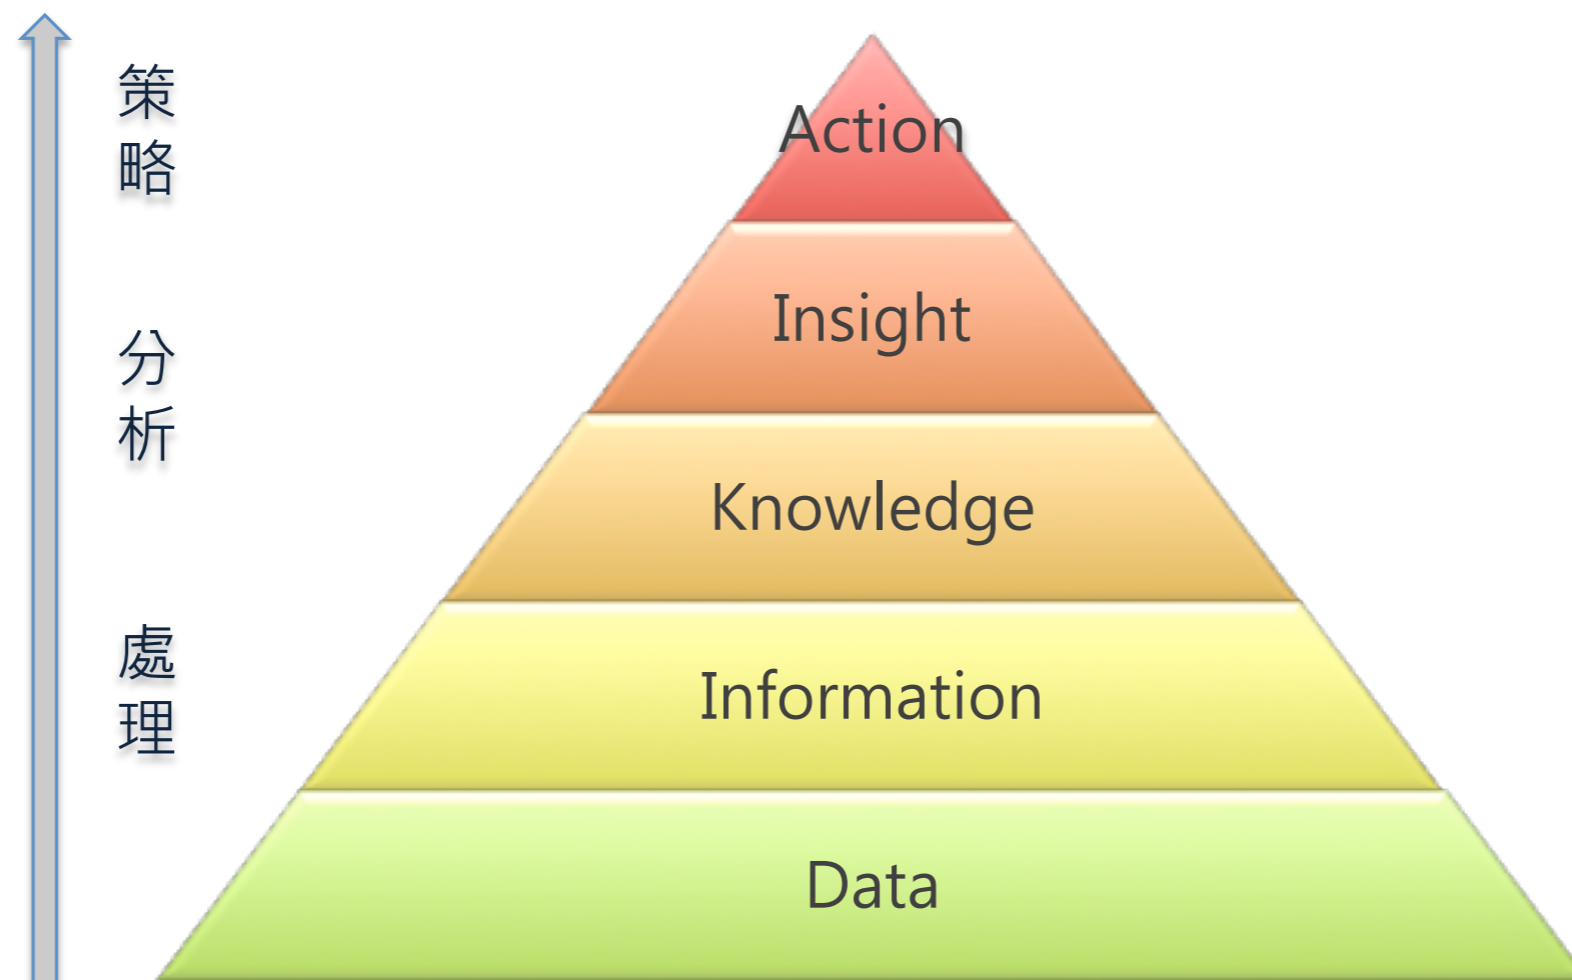 策略
Action
Insight
分析
Knowledge
處理
Information
Data